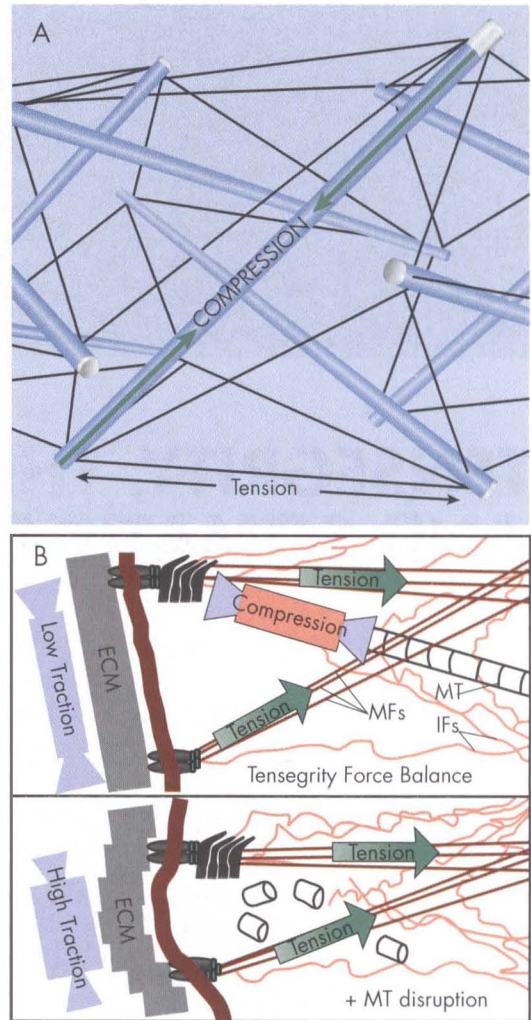 A
COMPRESSION
Tension
B
Tension
Compression
Low Traction
ECM
MT
Tension
MFs
IFs
Tensegrity Force Balance
Tension
High Traction
ECM
Tension
+ MT disruption